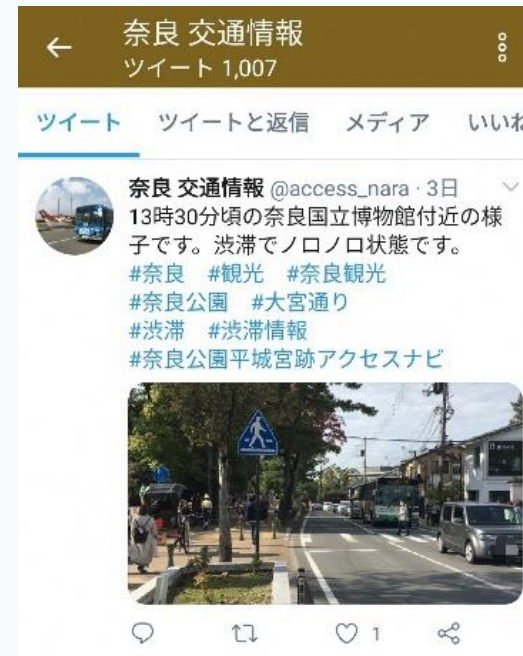 奈良 交通情報
ツイート 1,007
ツイート ツイートと返信 メディア いいね
奈良 交通情報 @access_nara · 3日
13時30分頃の奈良国立博物館付近の様
子です。渋滞でノロノロ状態です。
#奈良 #観光 #奈良観光
#奈良公園 #大宮通り
#渋滞 #渋滞情報
#奈良公園平城宮跡アクセスナビ
1